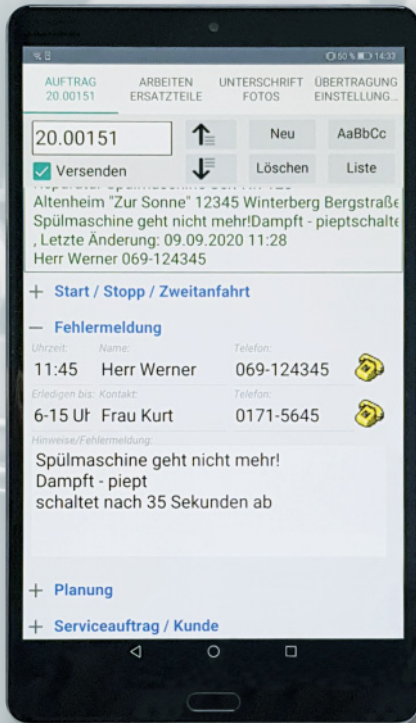 50 % 14:33
AUFTRAG
20.00151
ARBEITEN
ERSATZTEILE
UNTERSCHRIFT
FOTOS
ÜBERTRAGUNG
EINSTELLUNG...
20.00151
Neu
AaBbCc
Versenden
Löschen
Liste
Altenheim "Zur Sonne" 12345 Winterberg Bergstraße
Spülmaschine geht nicht mehr!Dampft - pieptschalte
, Letzte Änderung: 09.09.2020 11:28
Herr Werner 069-124345
+ Start / Stopp / Zweitanfahrt
— Fehlermeldung
Uhrzeit: Name: Telefon:
11:45 Herr Werner 069-124345
Erledigen bis: Kontakt: Telefon:
6-15 Uh Frau Kurt 0171-5645
Hinweise/Fehlermeldung:
Spülmaschine geht nicht mehr!
Dampft - piept
schaltet nach 35 Sekunden ab
+ Planung
+ Serviceauftrag / Kunde